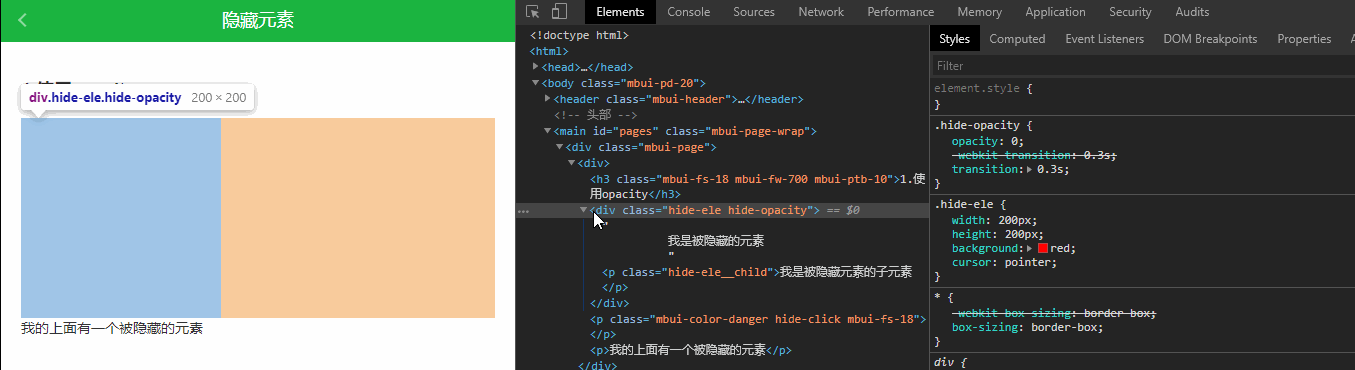 隐藏元素
div.hide-ele.hide-opacity 200 × 200
我的上面有一个被隐藏的元素
Elements Console Sources Network Performance Memory Application Security Audits
<!doctype html>
<html>
<head>…</head>
<body class="mbui-pd-20">
<header class="mbui-header">…</header>
<!-- 头部 -->
<main id="pages" class="mbui-page-wrap">
<div class="mbui-page">
<div>
<h3 class="mbui-fs-18 mbui-fw-700 mbui-ptb-10">1.使
用opacity</h3>
… <div class="hide-ele hide-opacity"> == $0
"
我是被隐藏的元素
"
<p class="hide-ele__child">我是被隐藏元素的子元素
</p>
</div>
<p class="mbui-color-danger hide-click mbui-fs-18">
</p>
<p>我的上面有一个被隐藏的元素</p>
</div>
Styles Computed Event Listeners DOM Breakpoints Properties
Filter
element.style {
}
.hide-opacity {
opacity: 0;
-webkit-transition: 0.3s;
transition: 0.3s;
}
.hide-ele {
width: 200px;
height: 200px;
background: red;
cursor: pointer;
}
* {
-webkit-box-sizing: border-box;
box-sizing: border-box;
}
div {